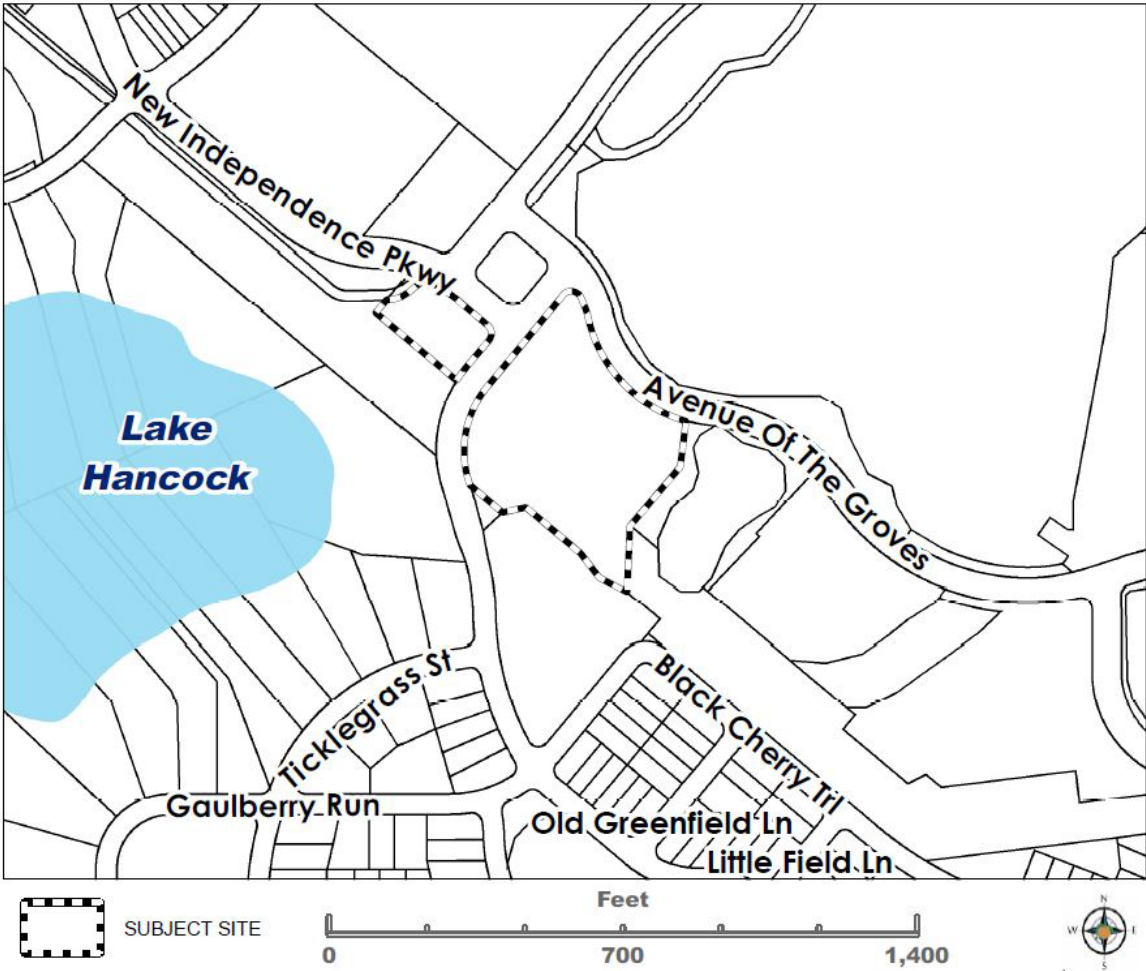 New Independence Pkwy
Avenue Of The Groves
Lake
Hancock
Ticklegrass St
Black Cherry Trl
Gaulberry Run
Old Greenfield Ln
Little Field Ln
SUBJECT SITE
Feet
0
700
1,400
N
W
E
S